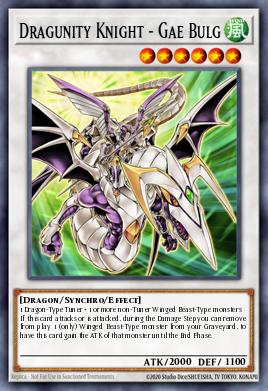 Dragunity Knight - Gae Bulg
風
[Dragon/Synchro/Effect]
1 Dragon-Type Tuner + 1 or more non-Tuner Winged Beast-Type monsters
If this card attacks or is attacked, during the Damage Step: you can remove
from play 1 (only) Winged Beast-Type monster from your Graveyard, to
have this card gain the ATK of that monster until the End Phase.
ATK/2000 DEF/1100
Replica - Not For Use in Sanctioned Tournaments
©2020 Studio Dice/SHUEISHA, TV TOKYO, KONAMI